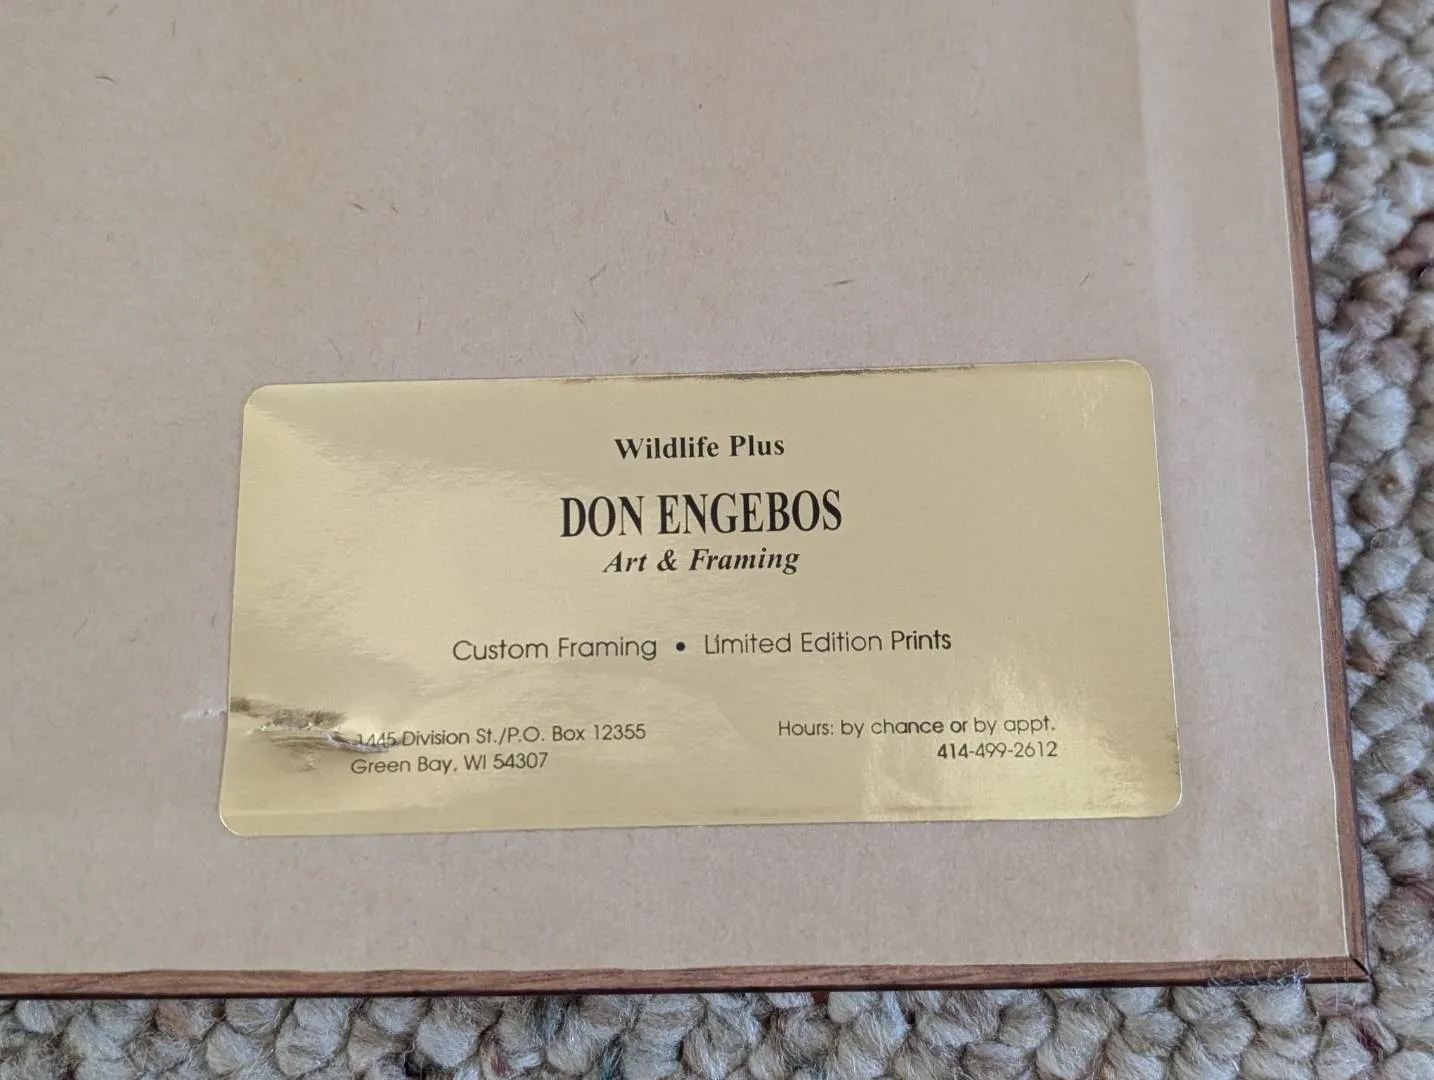 Wildlife Plus
DON ENGEBOS
Art & Framing
Custom Framing • Limited Edition Prints
1445 Division St./P.O. Box 12355
Green Bay, WI 54307
Hours: by chance or by appt.
414-499-2612